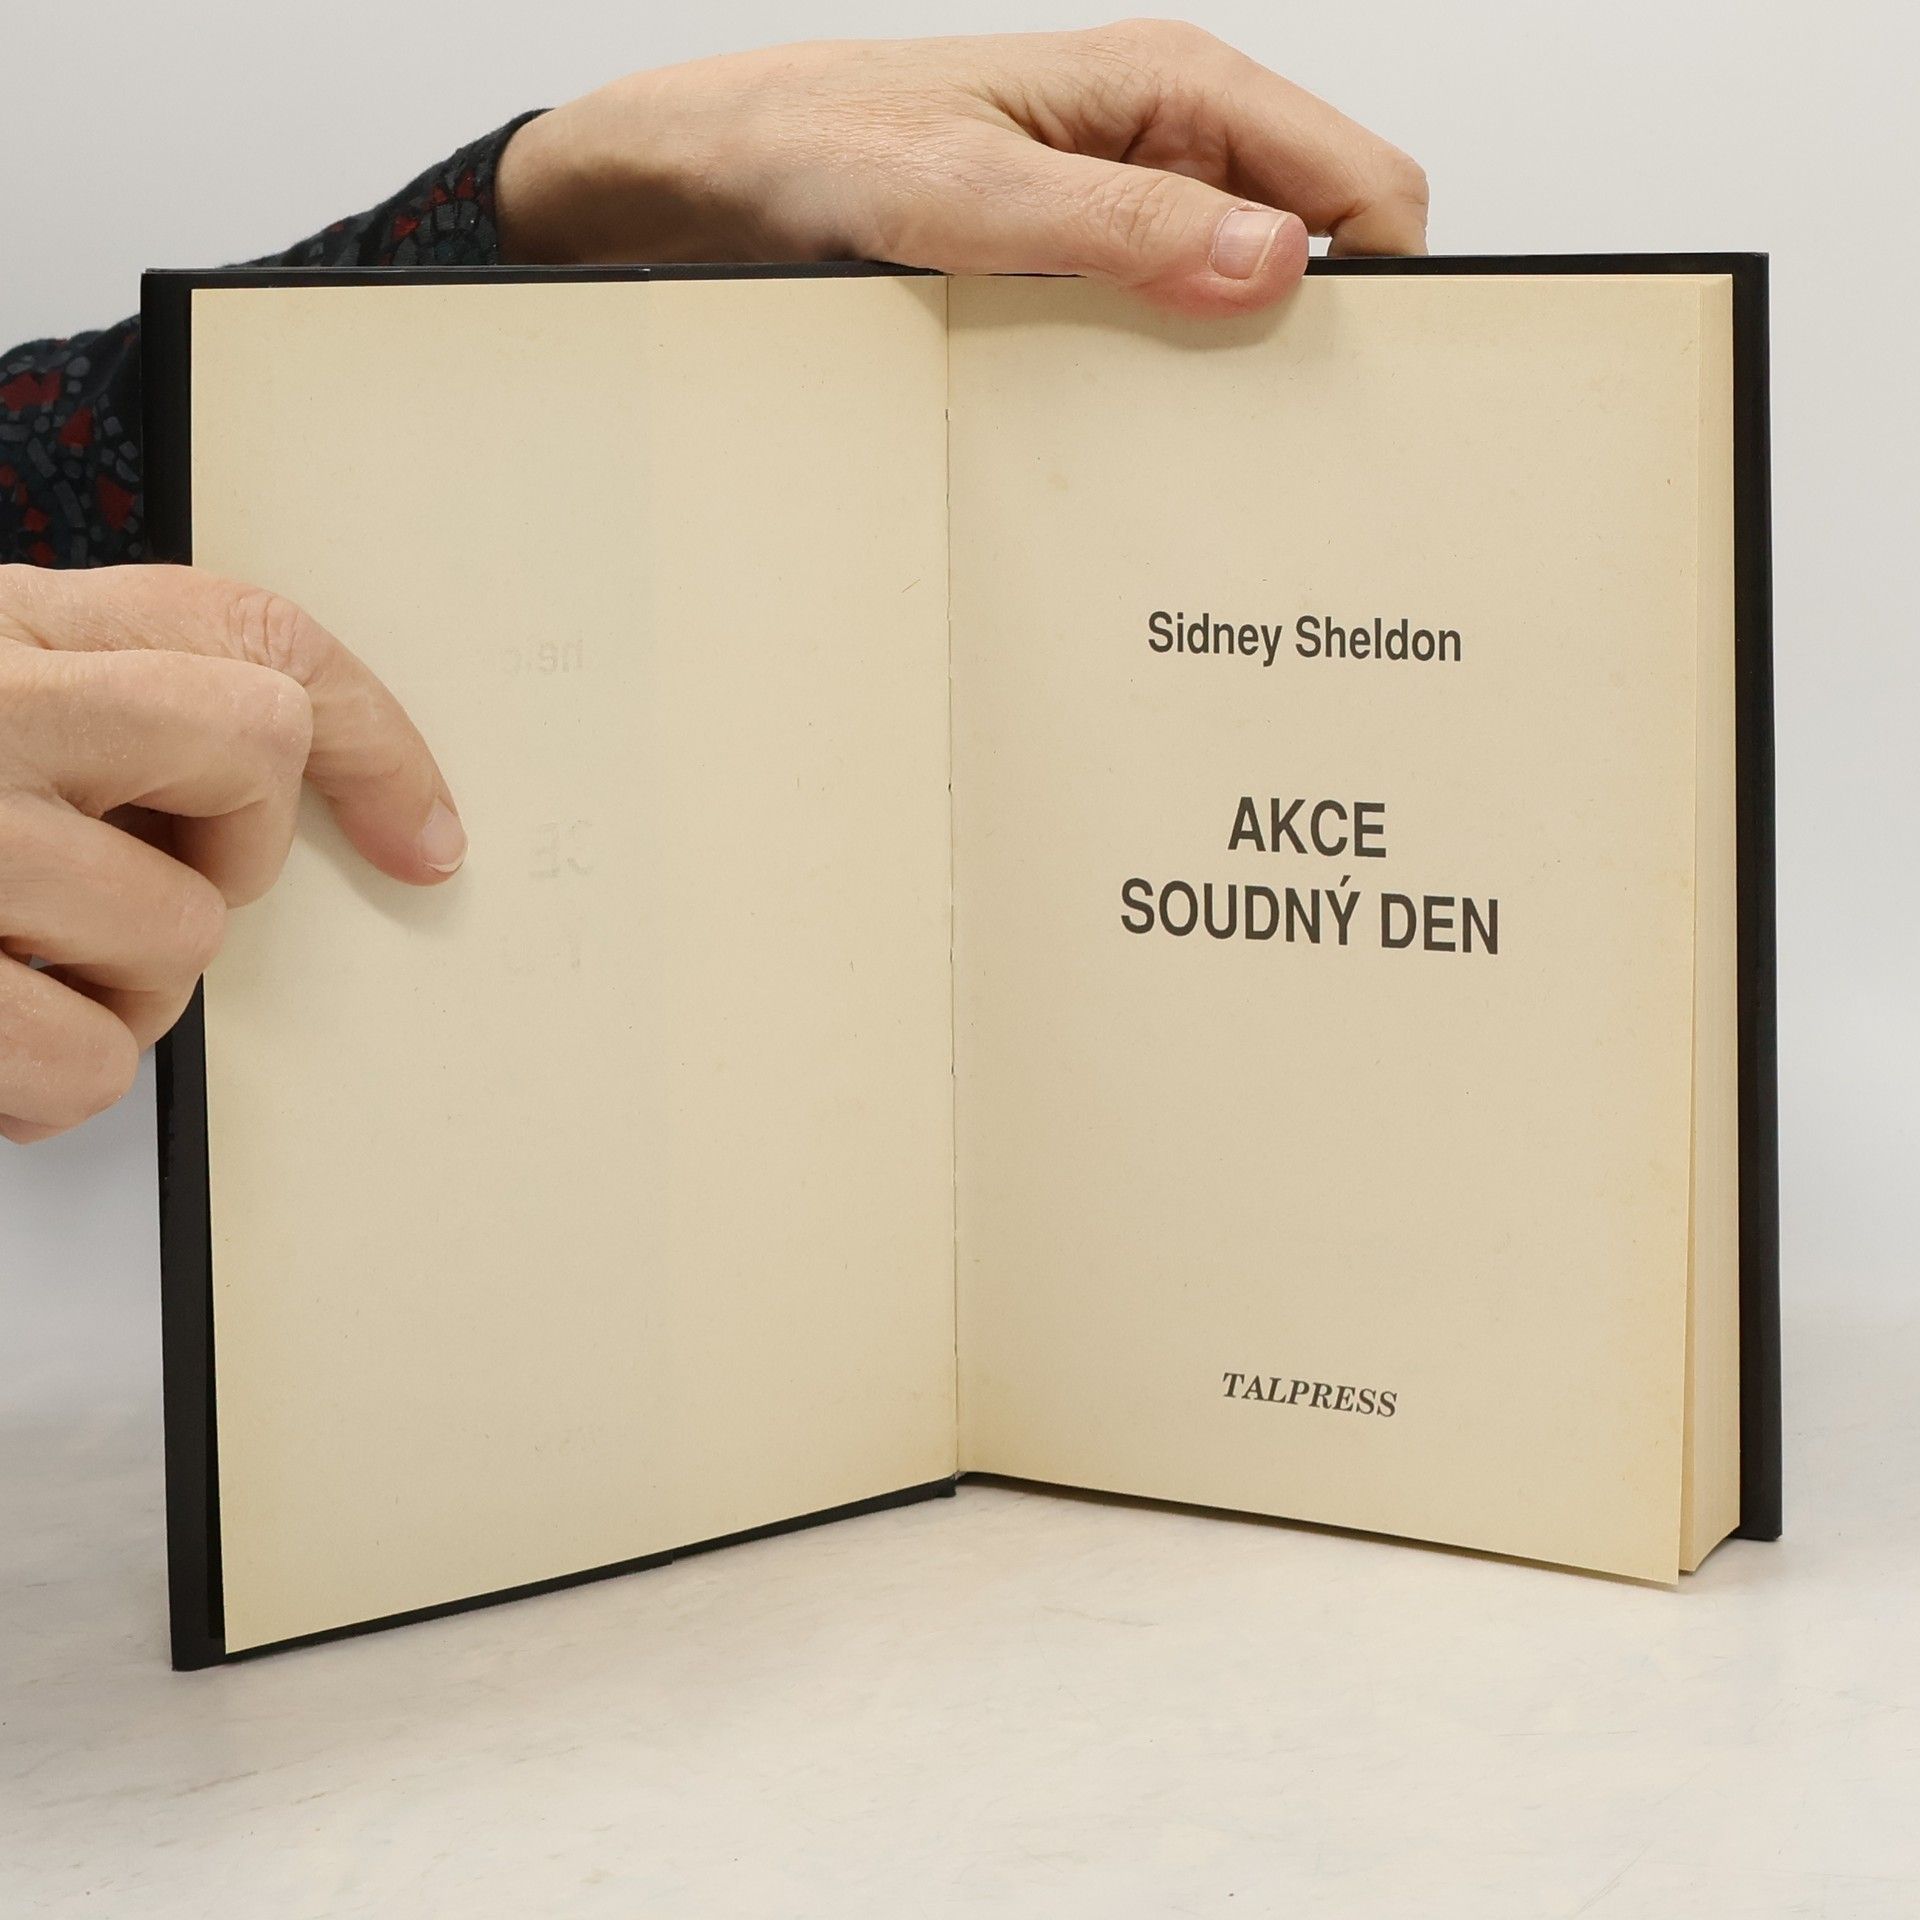 Sidney Sheldon
AKCE
SOUDNÝ DEN
TALPRESS